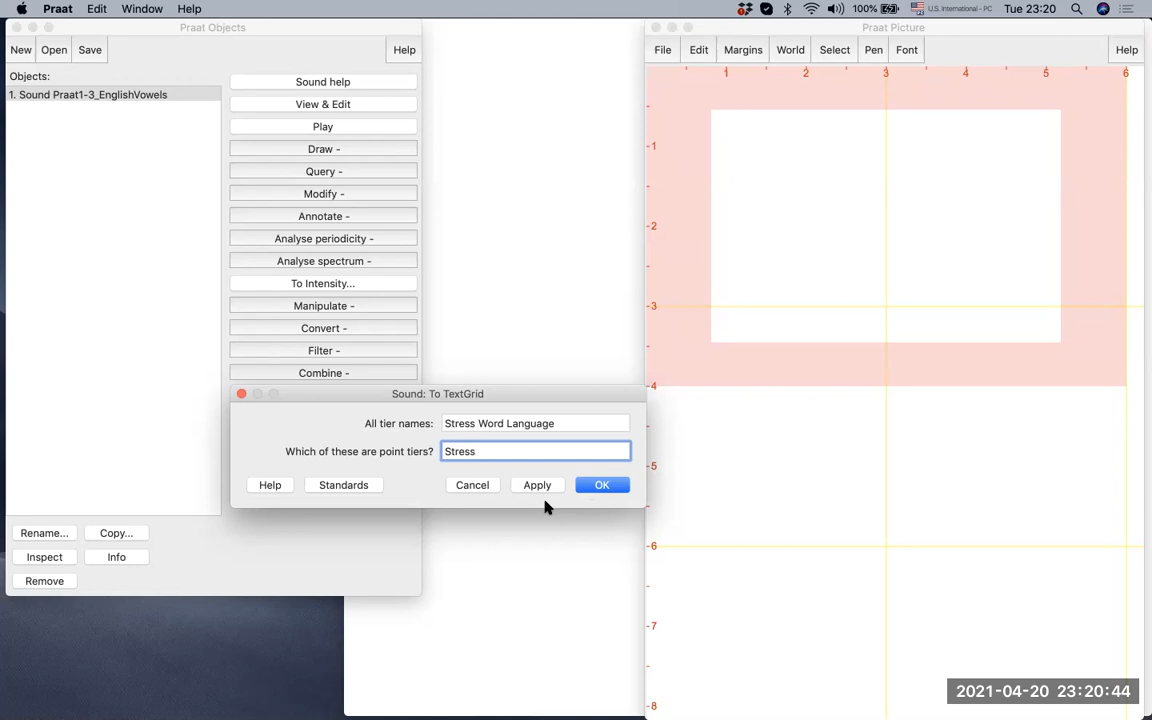 Praat Edit Window Help
100% U.S. International - PC Tue 23:20
Praat Objects
New Open Save Help
Objects:
1. Sound Praat1-3_EnglishVowels
Sound help
View & Edit
Play
Draw -
Query -
Modify -
Annotate -
Analyse periodicity -
Analyse spectrum -
To Intensity...
Manipulate -
Convert -
Filter -
Combine -
Rename... Copy...
Inspect Info
Remove
Sound: To TextGrid
All tier names: Stress Word Language
Which of these are point tiers? Stress
Help Standards Cancel Apply OK
Praat Picture
File Edit Margins World Select Pen Font Help
1 2 3 4 5 6
-1
-2
-3
-4
-5
-6
-7
-8
2021-04-20 23:20:44